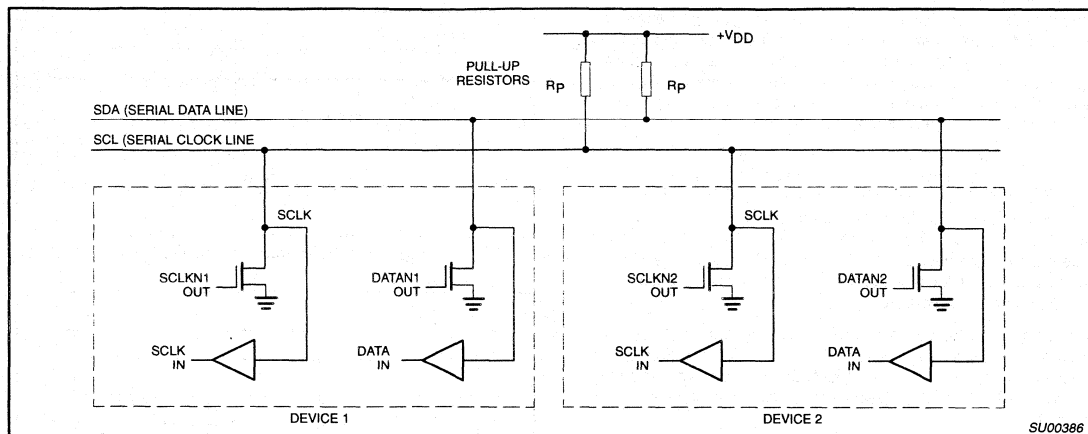 +VDD
PULL-UP
RESISTORS
RP
RP
SDA (SERIAL DATA LINE)
SCL (SERIAL CLOCK LINE
SCLK
SCLK
SCLKN1
OUT
DATAN1
OUT
SCLKN2
OUT
DATAN2
OUT
SCLK
IN
DATA
IN
SCLK
IN
DATA
IN
DEVICE 1
DEVICE 2
SU00386